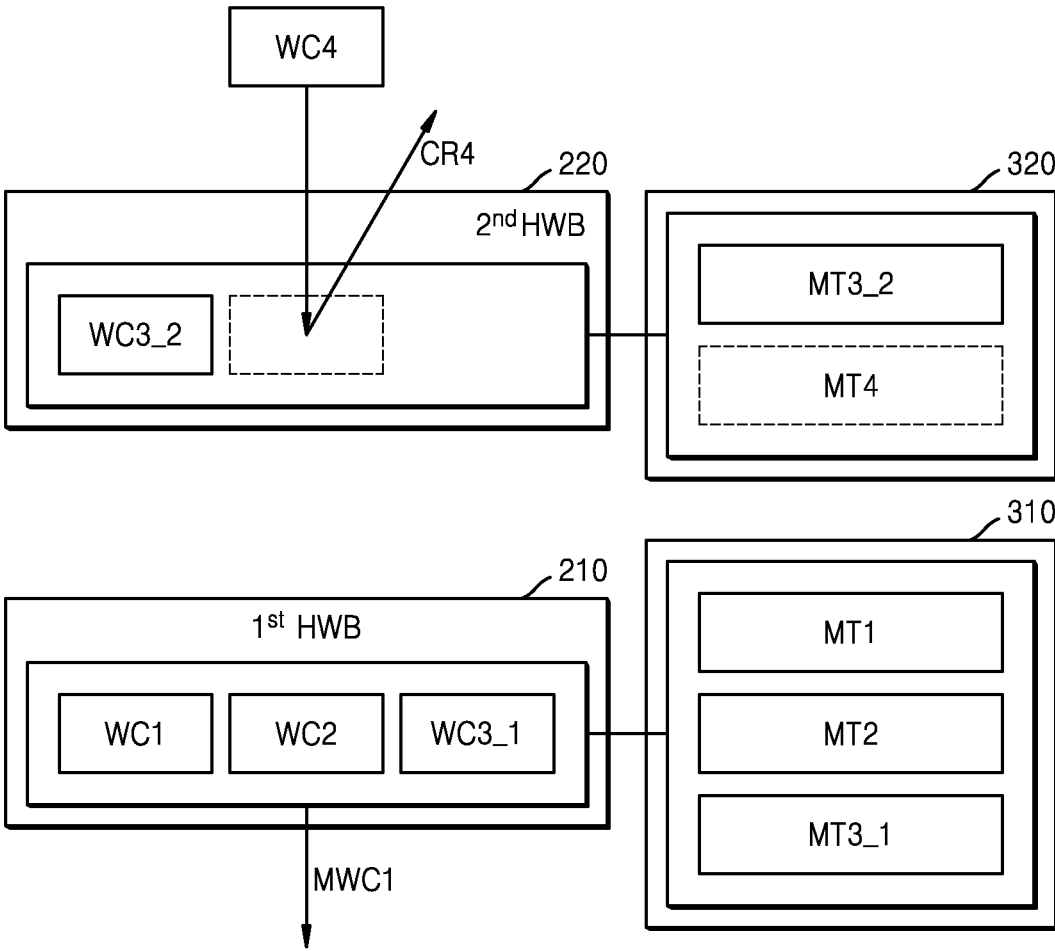 WC4
CR4
220
320
2nd HWB
MT3_2
WC3_2
MT4
310
210
1st HWB
MT1
WC1
WC2
WC3_1
MT2
MT3_1
MWC1